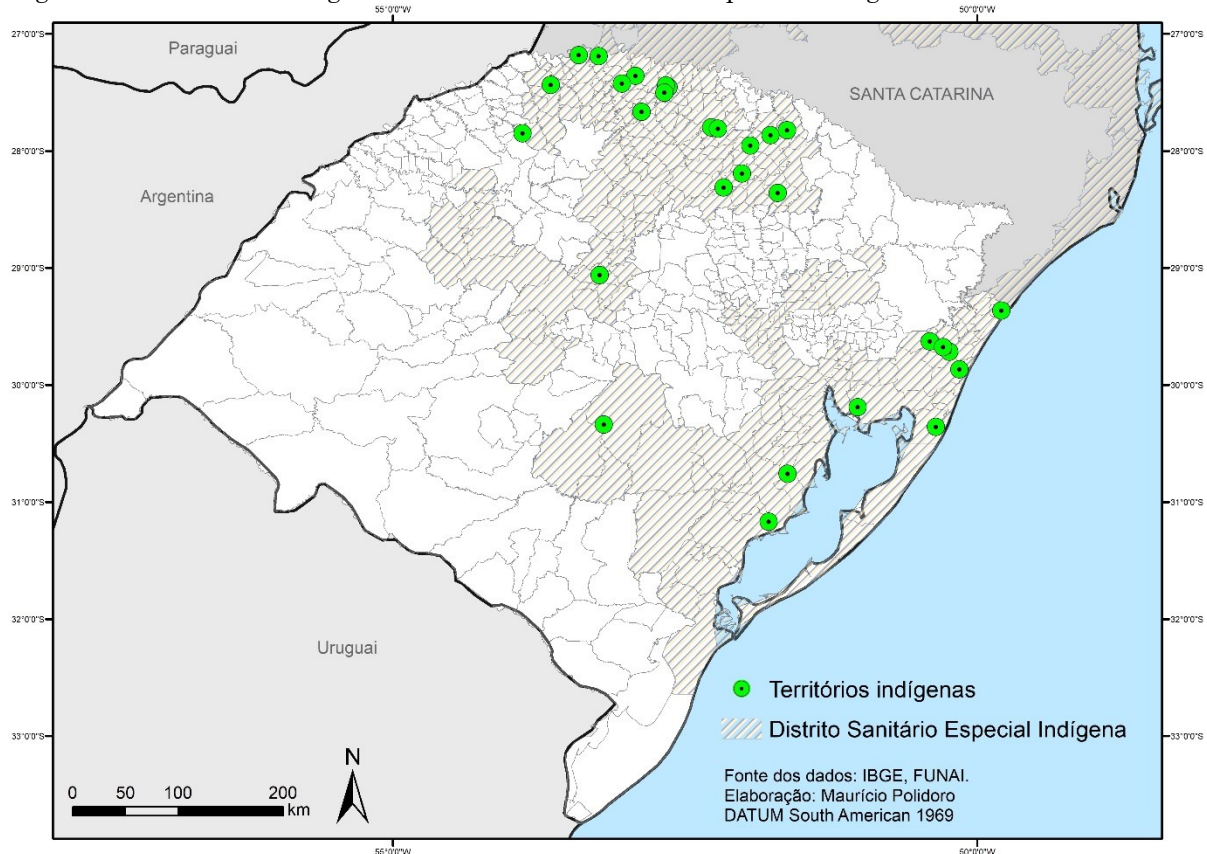 55°0'0"W
50°0'0"W
27°0'0"S
27°0'0"S
Paraguai
SANTA CATARINA
28°0'0"S
28°0'0"S
Argentina
29°0'0"S
29°0'0"S
30°0'0"S
30°0'0"S
31°0'0"S
31°0'0"S
32°0'0"S
32°0'0"S
Uruguai
Territórios indígenas
Distrito Sanitário Especial Indígena
33°0'0"S
33°0'0"S
N
Fonte dos dados: IBGE, FUNAI.
Elaboração: Maurício Polidoro
DATUM South American 1969
0 50 100 200
km
55°0'0"W
50°0'0"W